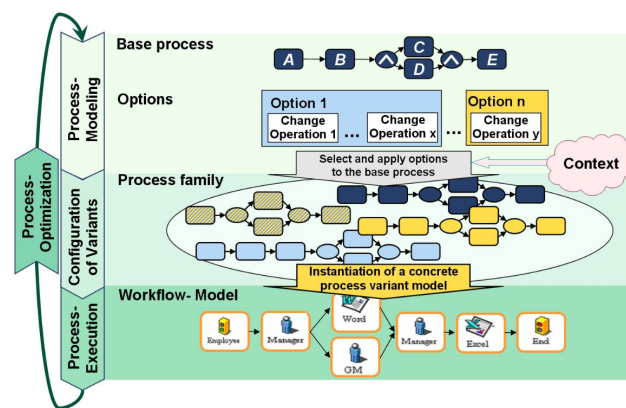 Process-
Optimization
Process-
Modeling
Configuration
of Variants
Process-
Execution
Base process
A
B
C
D
E
Options
Option 1
Change
Operation 1
...
Change
Operation x
...
Option n
Change
Operation y
Select and apply options
to the base process
Context
Process family
Instantiation of a concrete
process variant model
Workflow- Model
Employee
Manager
Word
GM
Manager
Excel
End